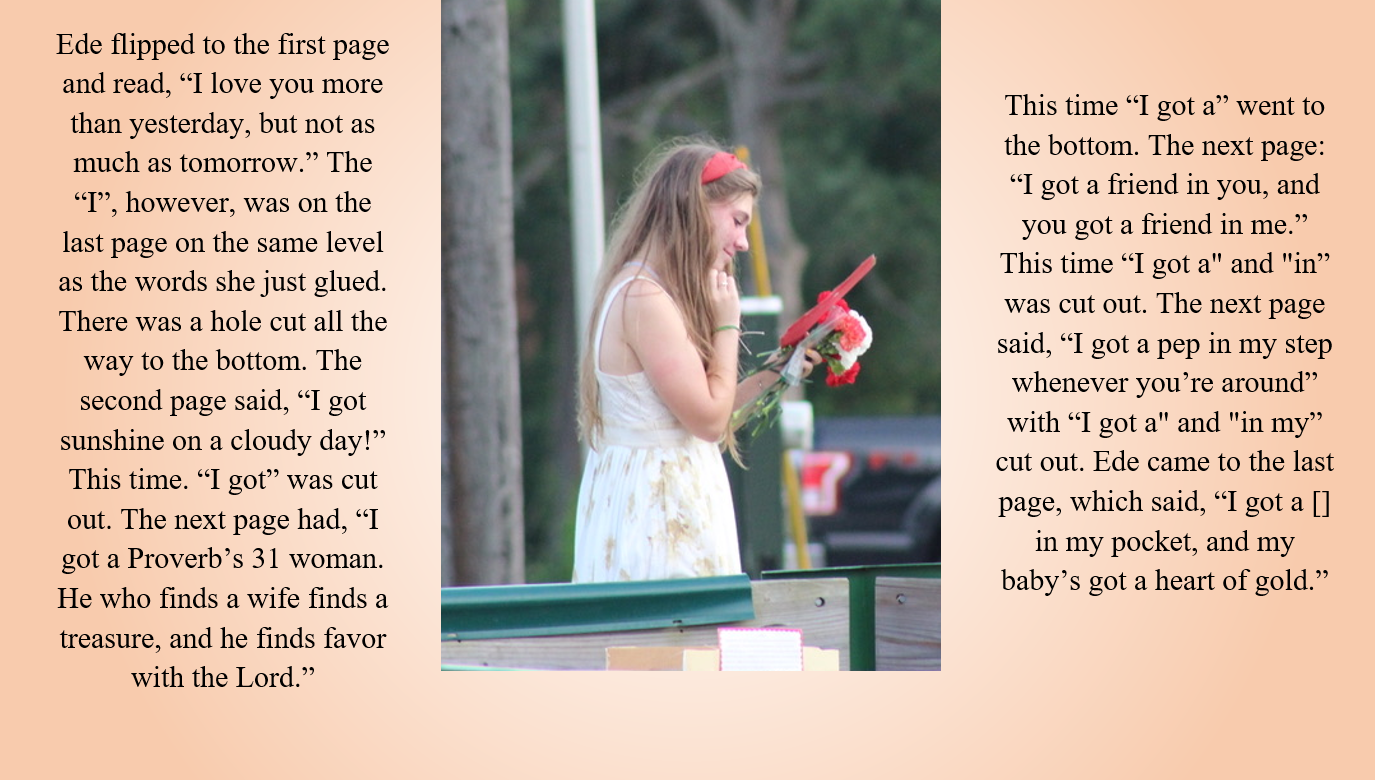 Ede flipped to the first page
and read, “I love you more
than yesterday, but not as
much as tomorrow.” The
“I”, however, was on the
last page on the same level
as the words she just glued.
There was a hole cut all the
way to the bottom. The
second page said, “I got
sunshine on a cloudy day!”
This time. “I got” was cut
out. The next page had, “I
got a Proverb’s 31 woman.
He who finds a wife finds a
treasure, and he finds favor
with the Lord.”
This time “I got a” went to
the bottom. The next page:
“I got a friend in you, and
you got a friend in me.”
This time “I got a" and "in”
was cut out. The next page
said, “I got a pep in my step
whenever you’re around”
with “I got a" and "in my”
cut out. Ede came to the last
page, which said, “I got a []
in my pocket, and my
baby’s got a heart of gold.”